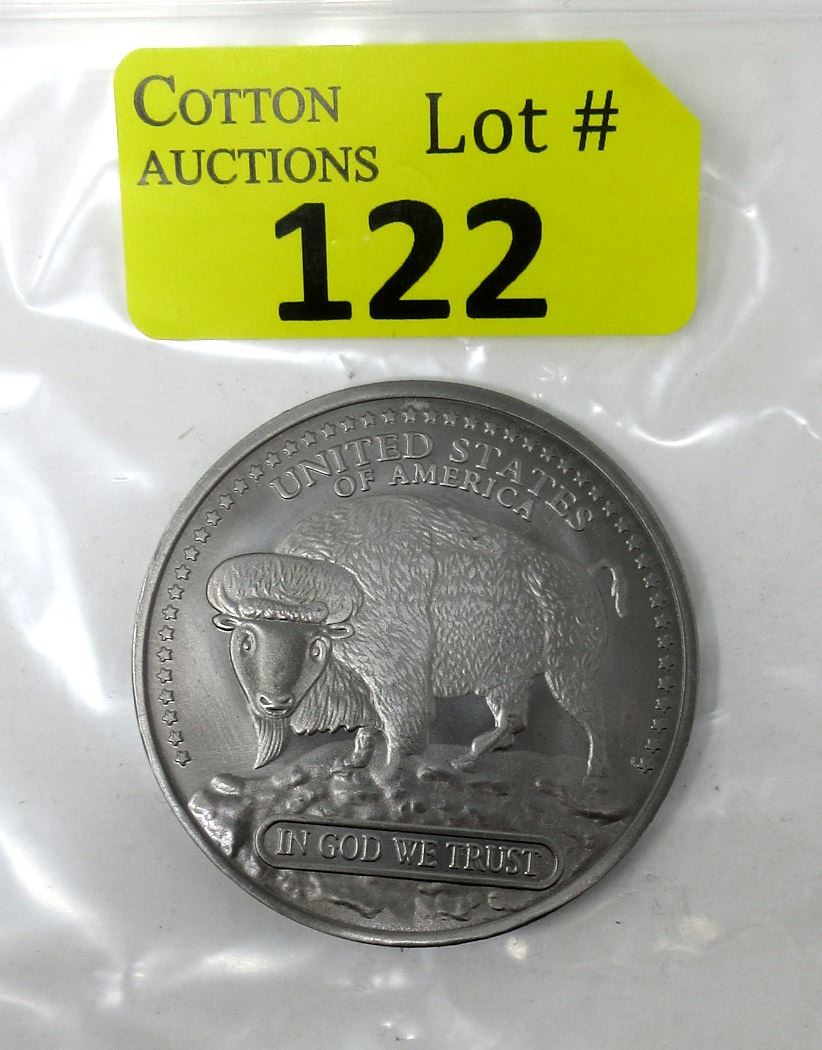 COTTON
AUCTIONS
Lot #
122
UNITED STATES
OF AMERICA
IN GOD WE TRUST